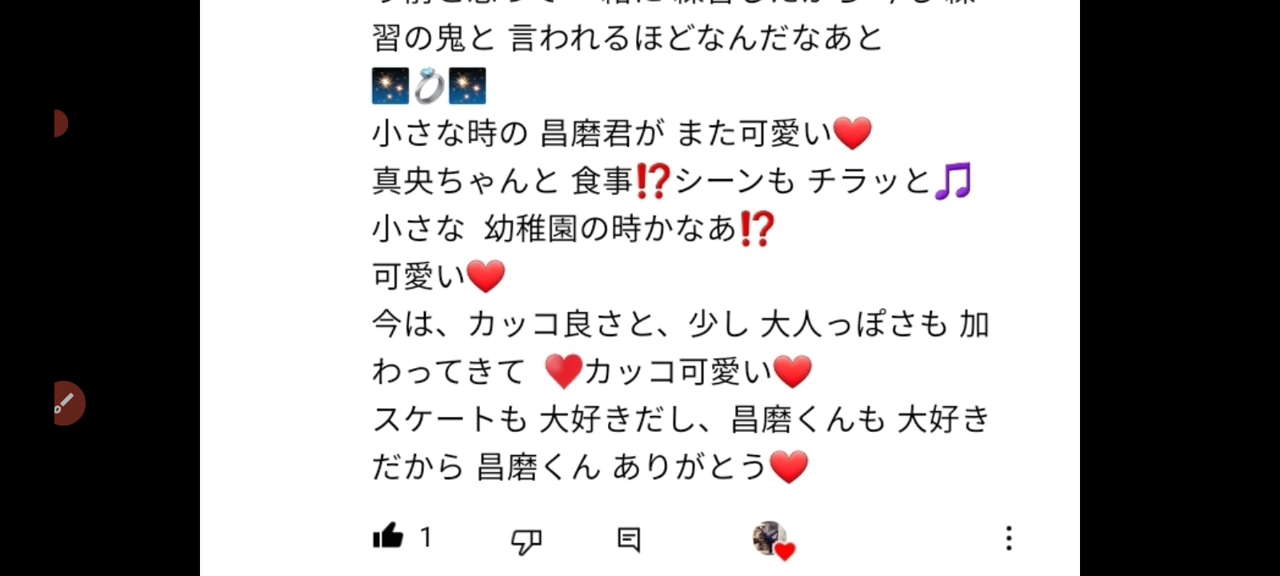 習の鬼と 言われるほどなんだなあと
🎇💍🎇
小さな時の 昌磨君が また可愛い❤️
真央ちゃんと 食事⁉️シーンも チラッと🎵
小さな  幼稚園の時かなあ⁉️
可愛い❤️
今は、カッコ良さと、少し 大人っぽさも 加
わってきて  ♥️カッコ可愛い❤️
スケートも 大好きだし、昌磨くんも 大好き
だから 昌磨くん ありがとう❤️
1